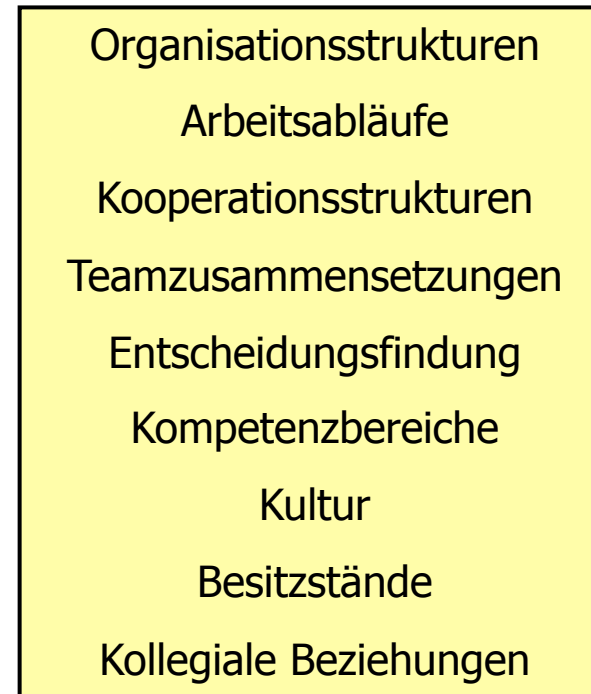 Organisationsstrukturen
Arbeitsabläufe
Kooperationsstrukturen
Teamzusammensetzungen
Entscheidungsfindung
Kompetenzbereiche
Kultur
Besitzstände
Kollegiale Beziehungen